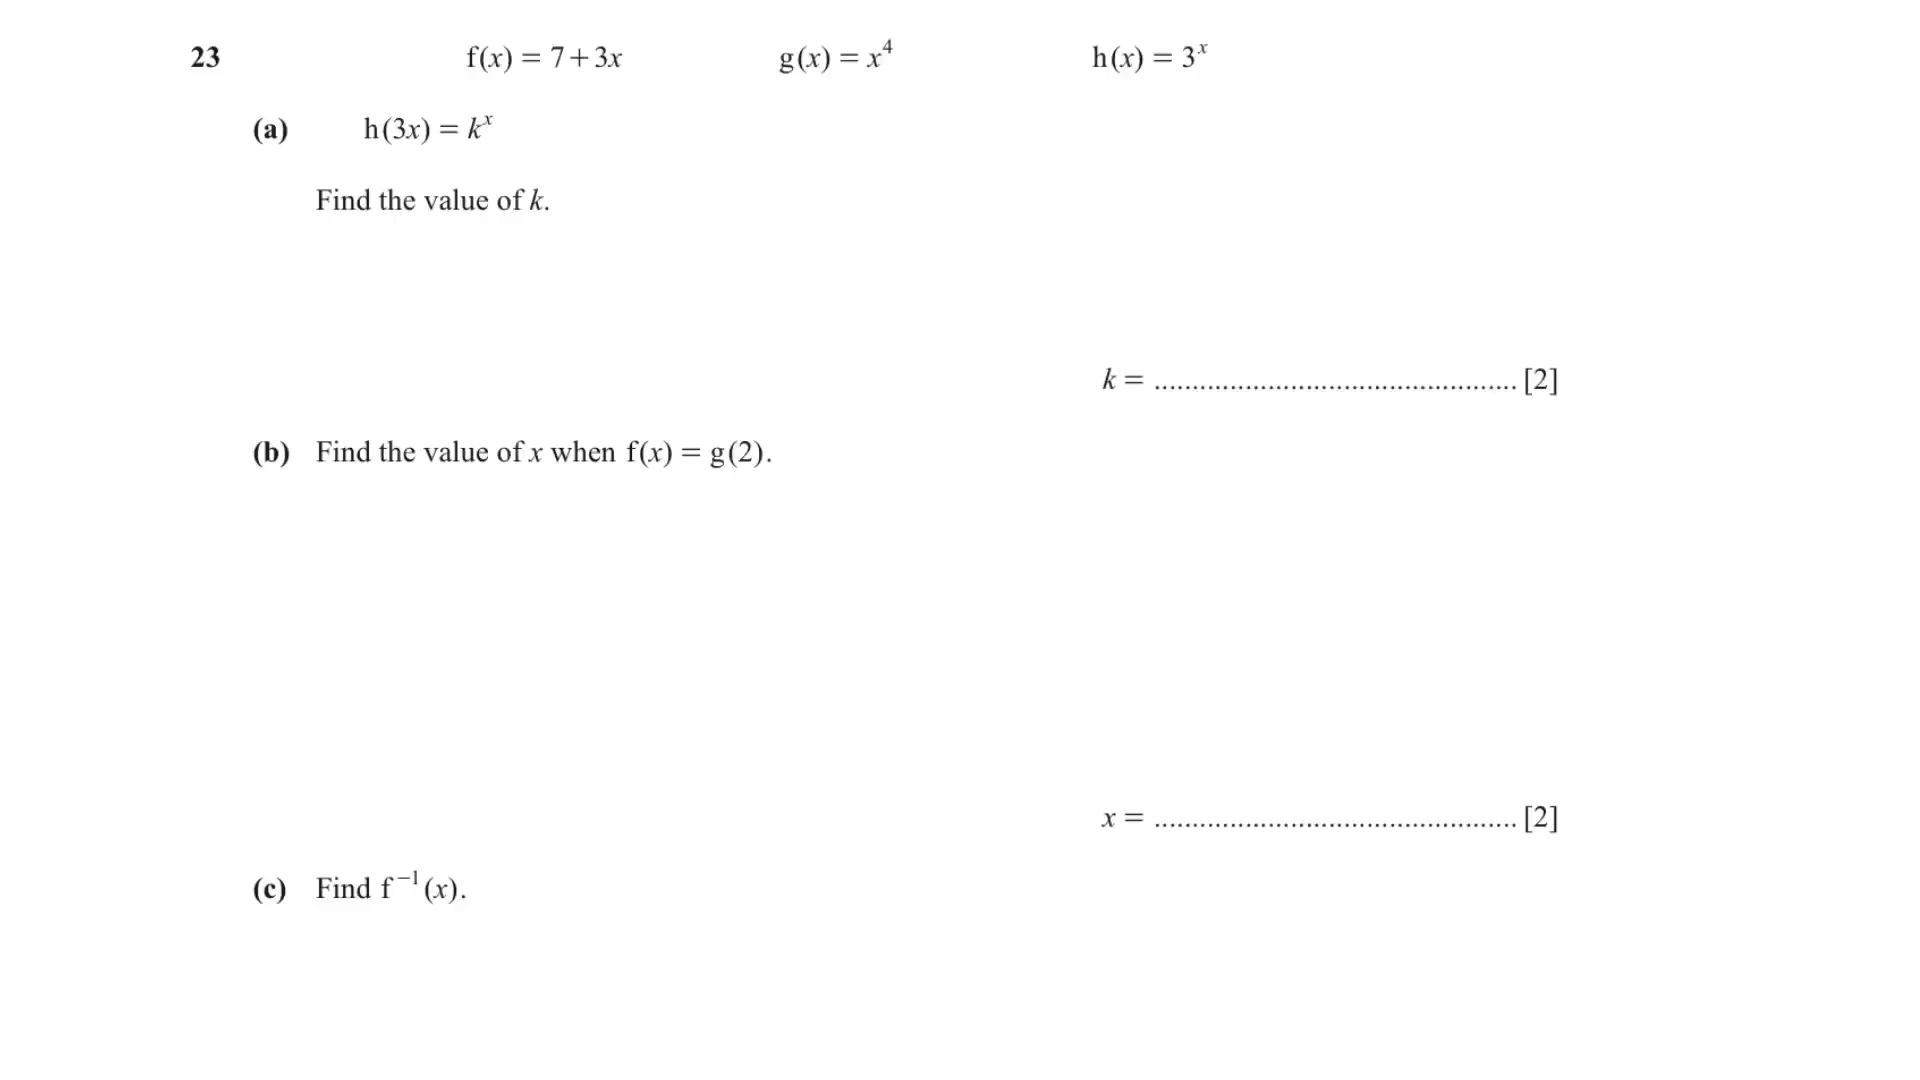 23 f(x) = 7 + 3x g(x) = x⁴ h(x) = 3ˣ
(a) h(3x) = kˣ
Find the value of k.
k = ................................................ [2]
(b) Find the value of x when f(x) = g(2).
x = ................................................ [2]
(c) Find f⁻¹(x).